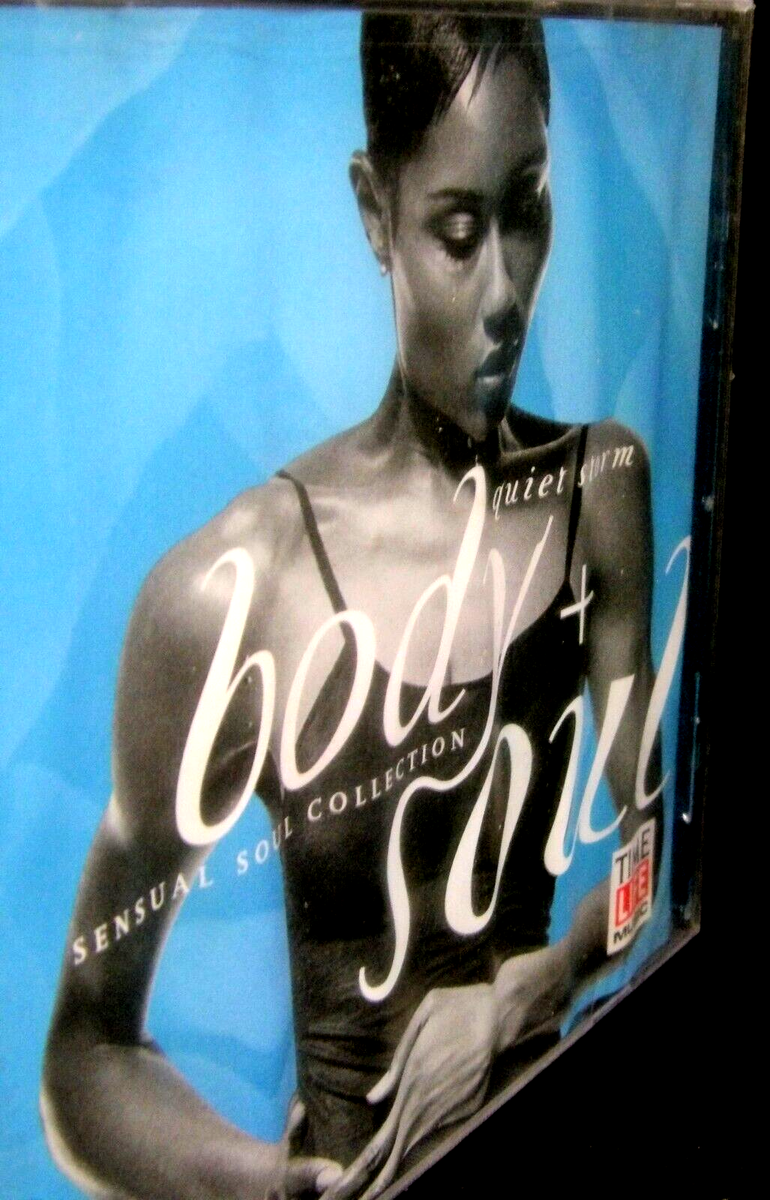 quiet storm
body +
SENSUAL SOUL COLLECTION
soul
TIME
LIFE
MUSIC